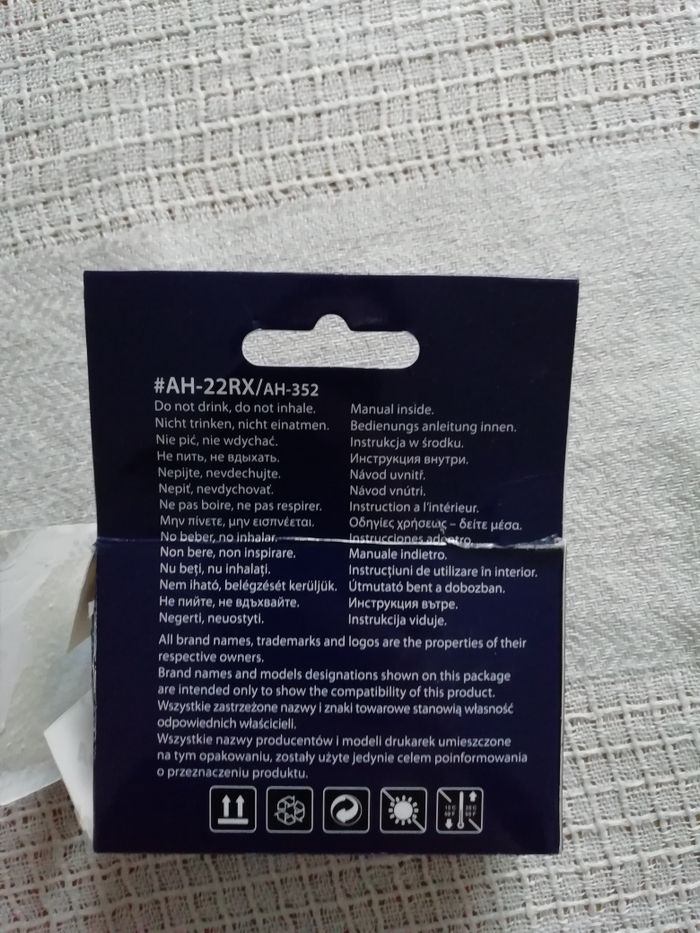 #AH-22RX/AH-352
Do not drink, do not inhale.
Nicht trinken, nicht einatmen.
Nie pić, nie wdychać.
Не пить, не вдыхать.
Nepijte, nevdechujte.
Nepiť, nevdychovať.
Ne pas boire, ne pas respirer.
Μην πίνετε, μην εισπνέεται.
No beber, no inhalar.
Non bere, non inspirare.
Nu beți, nu inhalați.
Nem iható, belégzését kerüljük.
Не пийте, не вдъхвайте.
Negerti, neuostyti.
Manual inside.
Bedienungs anleitung innen.
Instrukcja w środku.
Инструкция внутри.
Návod uvnitř.
Návod vnútri.
Instruction a l'intérieur.
Οδηγίες χρήσεως – δείτε μέσα.
Instrucciones adentro.
Manuale indietro.
Instrucțiuni de utilizare în interior.
Útmutató bent a dobozban.
Инструкция вътре.
Instrukcija viduje.
All brand names, trademarks and logos are the properties of their
respective owners.
Brand names and models designations shown on this package
are intended only to show the compatibility of this product.
Wszystkie zastrzeżone nazwy i znaki towarowe stanowią własność
odpowiednich właścicieli.
Wszystkie nazwy producentów i modeli drukarek umieszczone
na tym opakowaniu, zostały użyte jedynie celem poinformowania
o przeznaczeniu produktu.